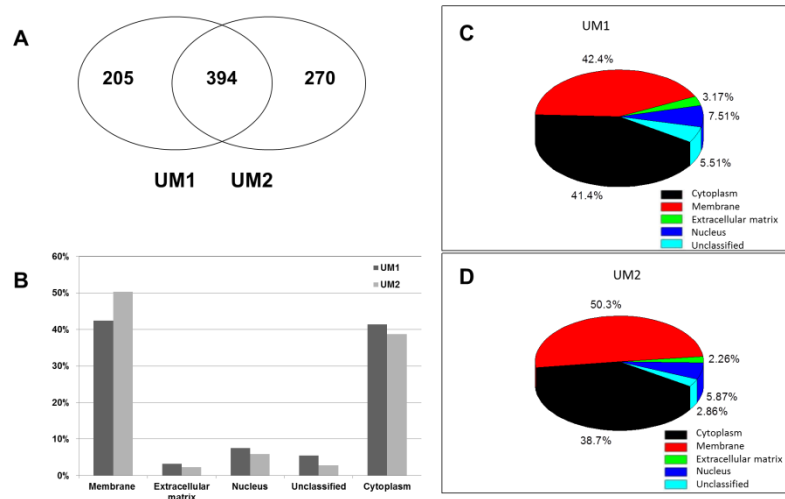 A
205
394
270
UM1
UM2
B
60%
50%
40%
30%
20%
10%
0%
UM1
UM2
Membrane
Extracellular
matrix
Nucleus
Unclassified
Cytoplasm
C
UM1
42.4%
3.17%
7.51%
5.51%
41.4%
Cytoplasm
Membrane
Extracellular matrix
Nucleus
Unclassified
D
UM2
50.3%
2.26%
5.87%
2.86%
38.7%
Cytoplasm
Membrane
Extracellular matrix
Nucleus
Unclassified